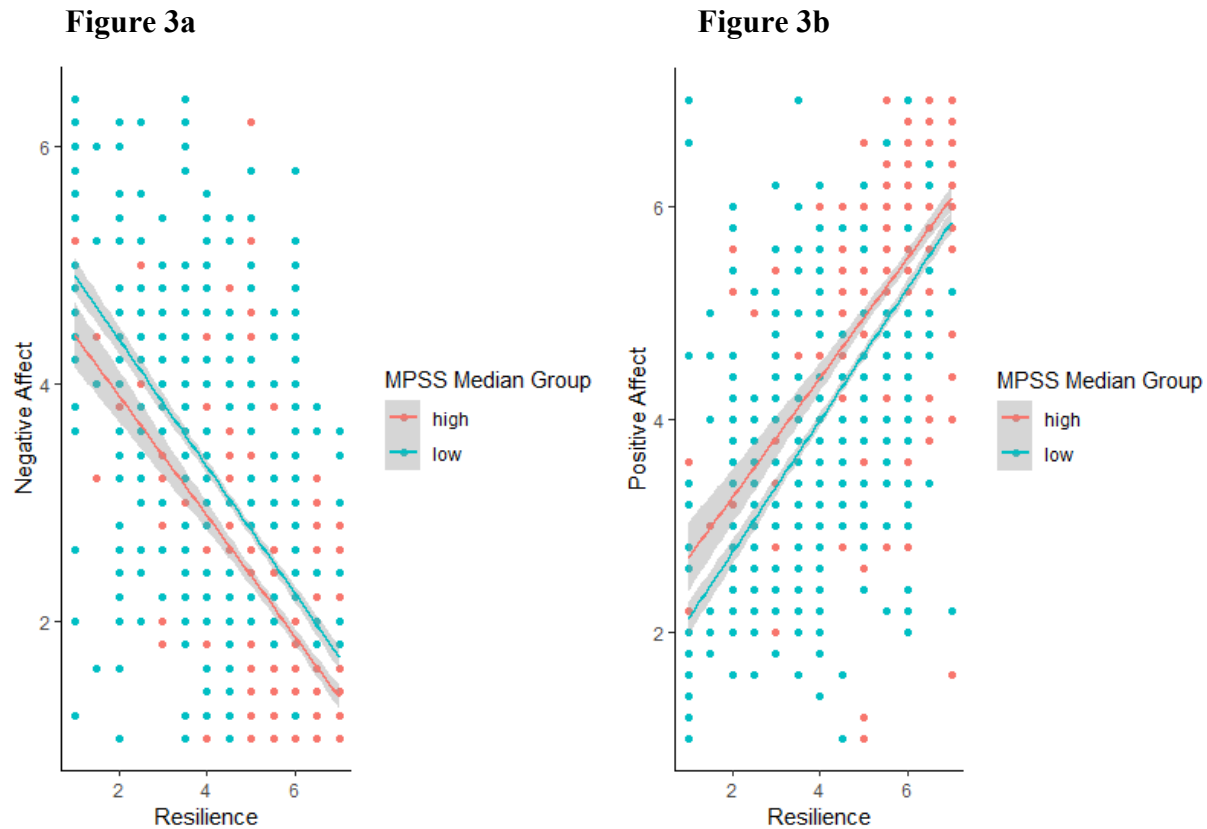 Figure 3a
6
4
2
Negative Affect
2 4 6
Resilience
MPSS Median Group
high
low
Figure 3b
6
4
2
Positive Affect
2 4 6
Resilience
MPSS Median Group
high
low